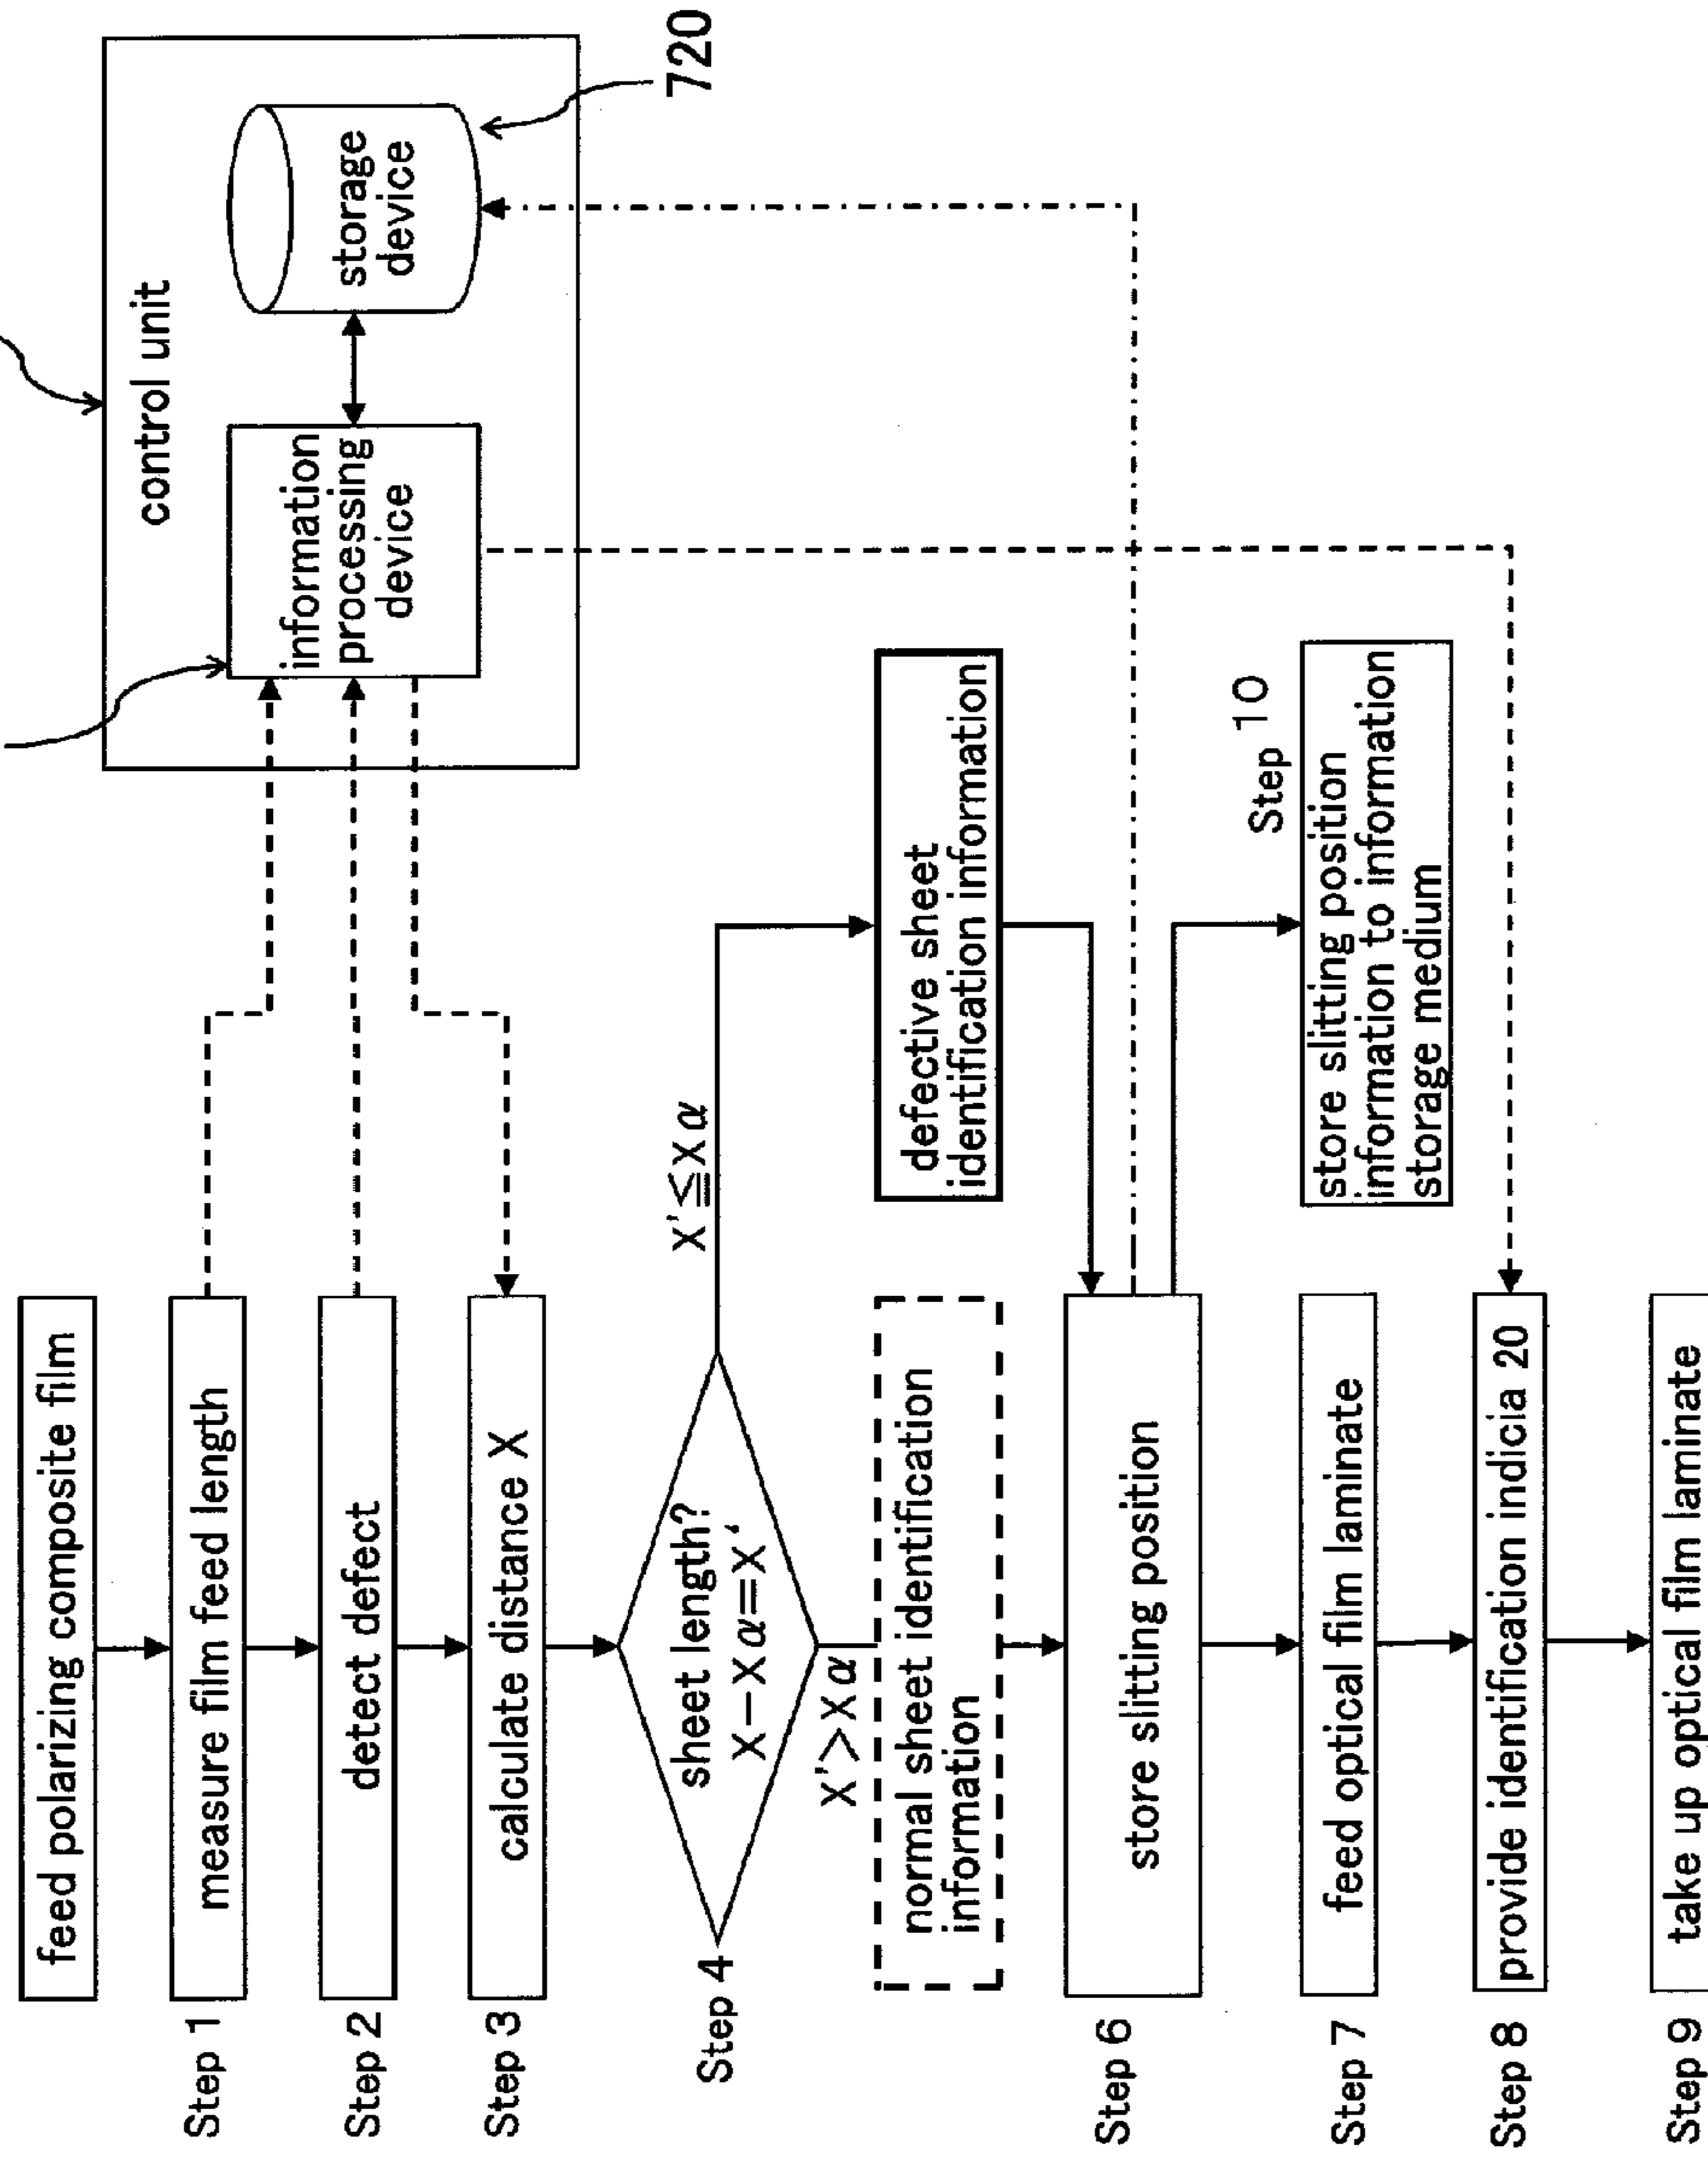 feed polarizing composite film
Step 1
measure film feed length
Step 2
detect defect
Step 3
calculate distance X
Step 4
sheet length?
X−Xα=X‘
X'≦Xα
X'>Xα
normal sheet identification
information
defective sheet
identification information
Step 6
store slitting position
Step 10
store slitting position
information to information
storage medium
Step 7
feed optical film laminate
Step 8
provide identification indicia 20
Step 9
take up optical film laminate
control unit
information
processing
device
storage
device
720